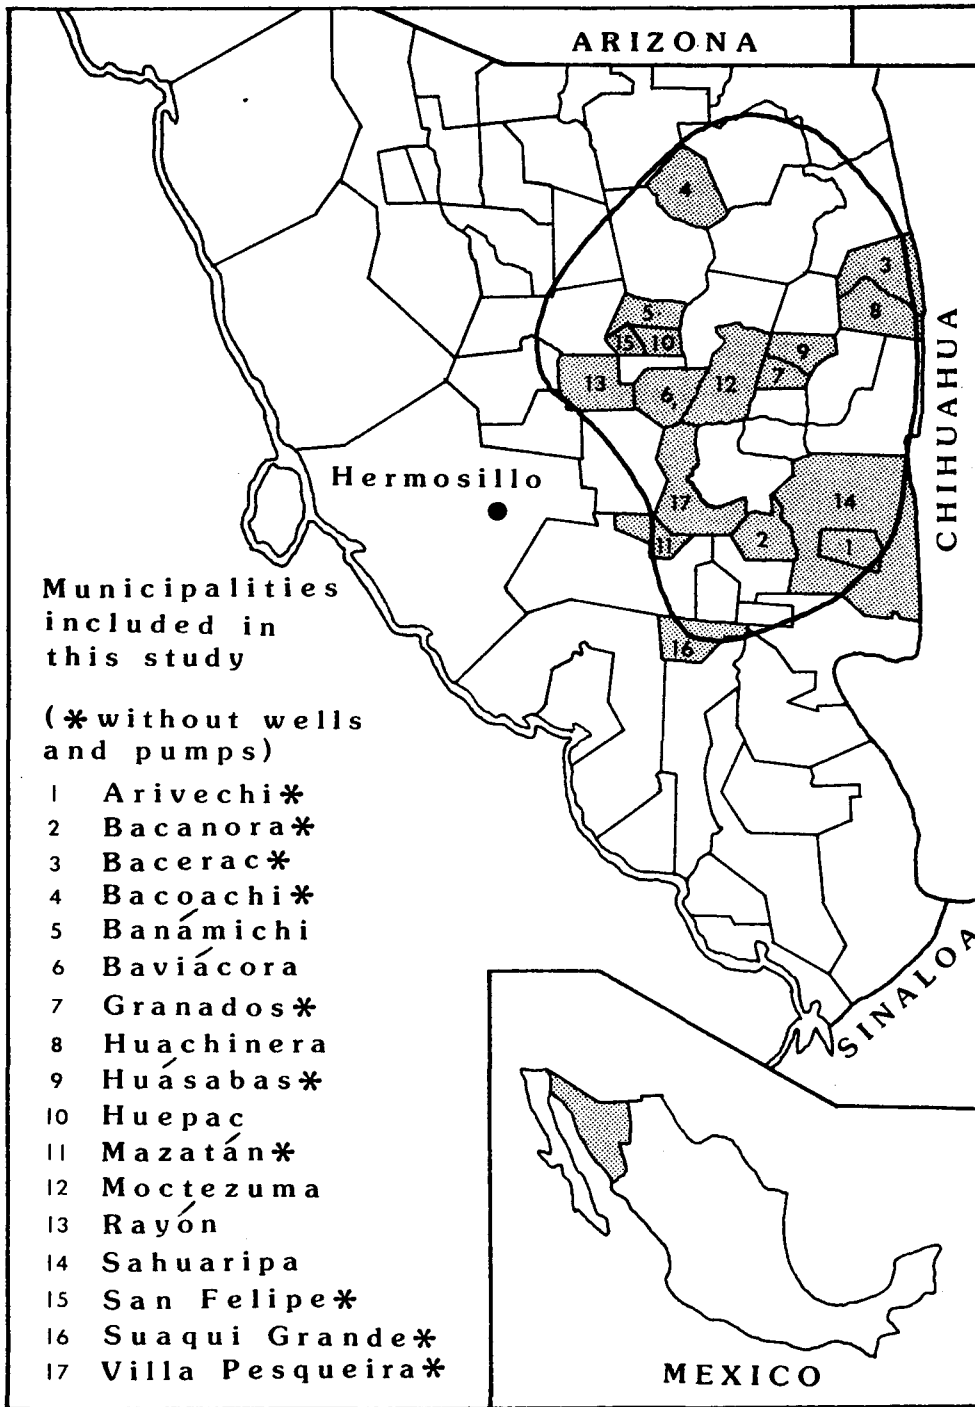 ARIZONA
4
3
8
5
15
10
9
7
13
6
12
CHIHUAHUA
Hermosillo
17
14
11
2
1
16
Municipalities
included in
this study
(* without wells
and pumps)
1 Arivechi*
2 Bacanora*
3 Bacerac*
4 Bacoachi*
5 Banámichi
6 Baviácora
7 Granados*
8 Huachinera
9 Huásabas*
10 Huepac
11 Mazatán*
12 Moctezuma
13 Rayón
14 Sahuaripa
15 San Felipe*
16 Suaqui Grande*
17 Villa Pesqueira*
SINALOA
MEXICO